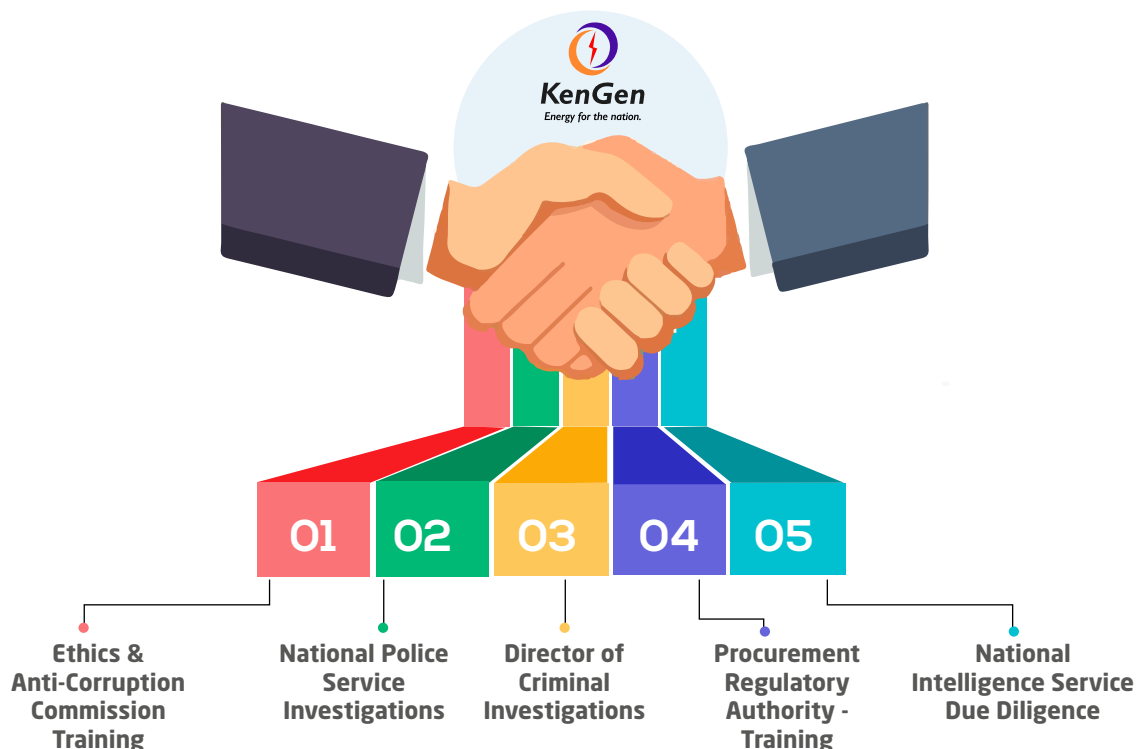 KenGen
Energy for the nation.
01
02
03
04
05
Ethics &
Anti-Corruption
Commission
Training
National Police
Service
Investigations
Director of
Criminal
Investigations
Procurement
Regulatory
Authority -
Training
National
Intelligence Service
Due Diligence